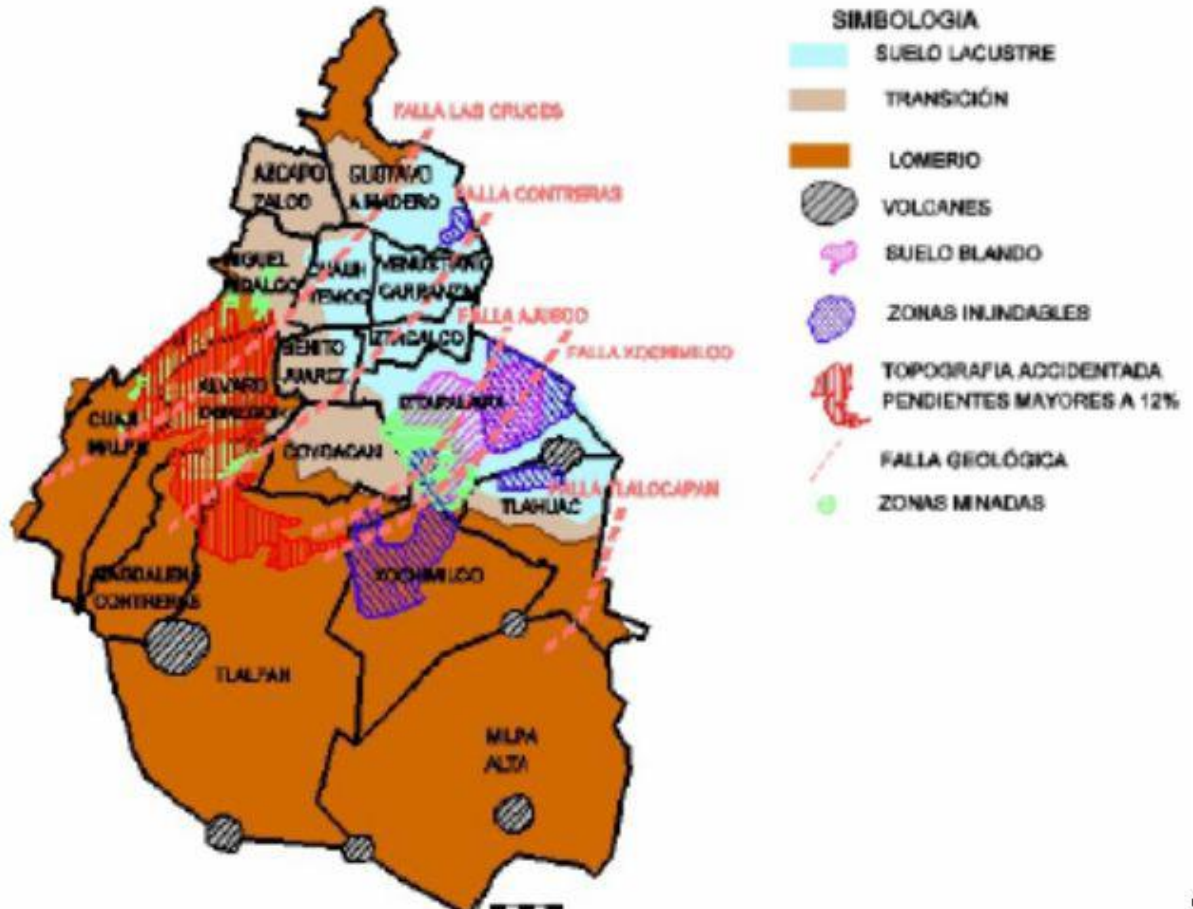 SIMBOLOGIA
SUELO LACUSTRE
TRANSICIÓN
LOMERIO
VOLCANES
SUELO BLANDO
ZONAS INUNDABLES
TOPOGRAFIA ACCIDENTADA
PENDIENTES MAYORES A 12%
FALLA GEOLÓGICA
ZONAS MINADAS
FALLA LAS CRUCES
AZCAPO
ZALCO
GUSTAVO
A MADERO
FALLA CONTRERAS
MIGUEL
HIDALGO
CUAUH
TEMOC
VENUSTIANO
CARRANZA
FALLA AJUSCO
IZTACALCO
BENITO
JUAREZ
FALLA XOCHIMILCO
ALVARO
OBREGON
IZTAPALAPA
CUAJI
MALPA
COYOACAN
FALLA TLALOCAPAN
TLAHUAC
MAGDALENA
CONTRERAS
XOCHIMILCO
TLALPAN
MILPA
ALTA